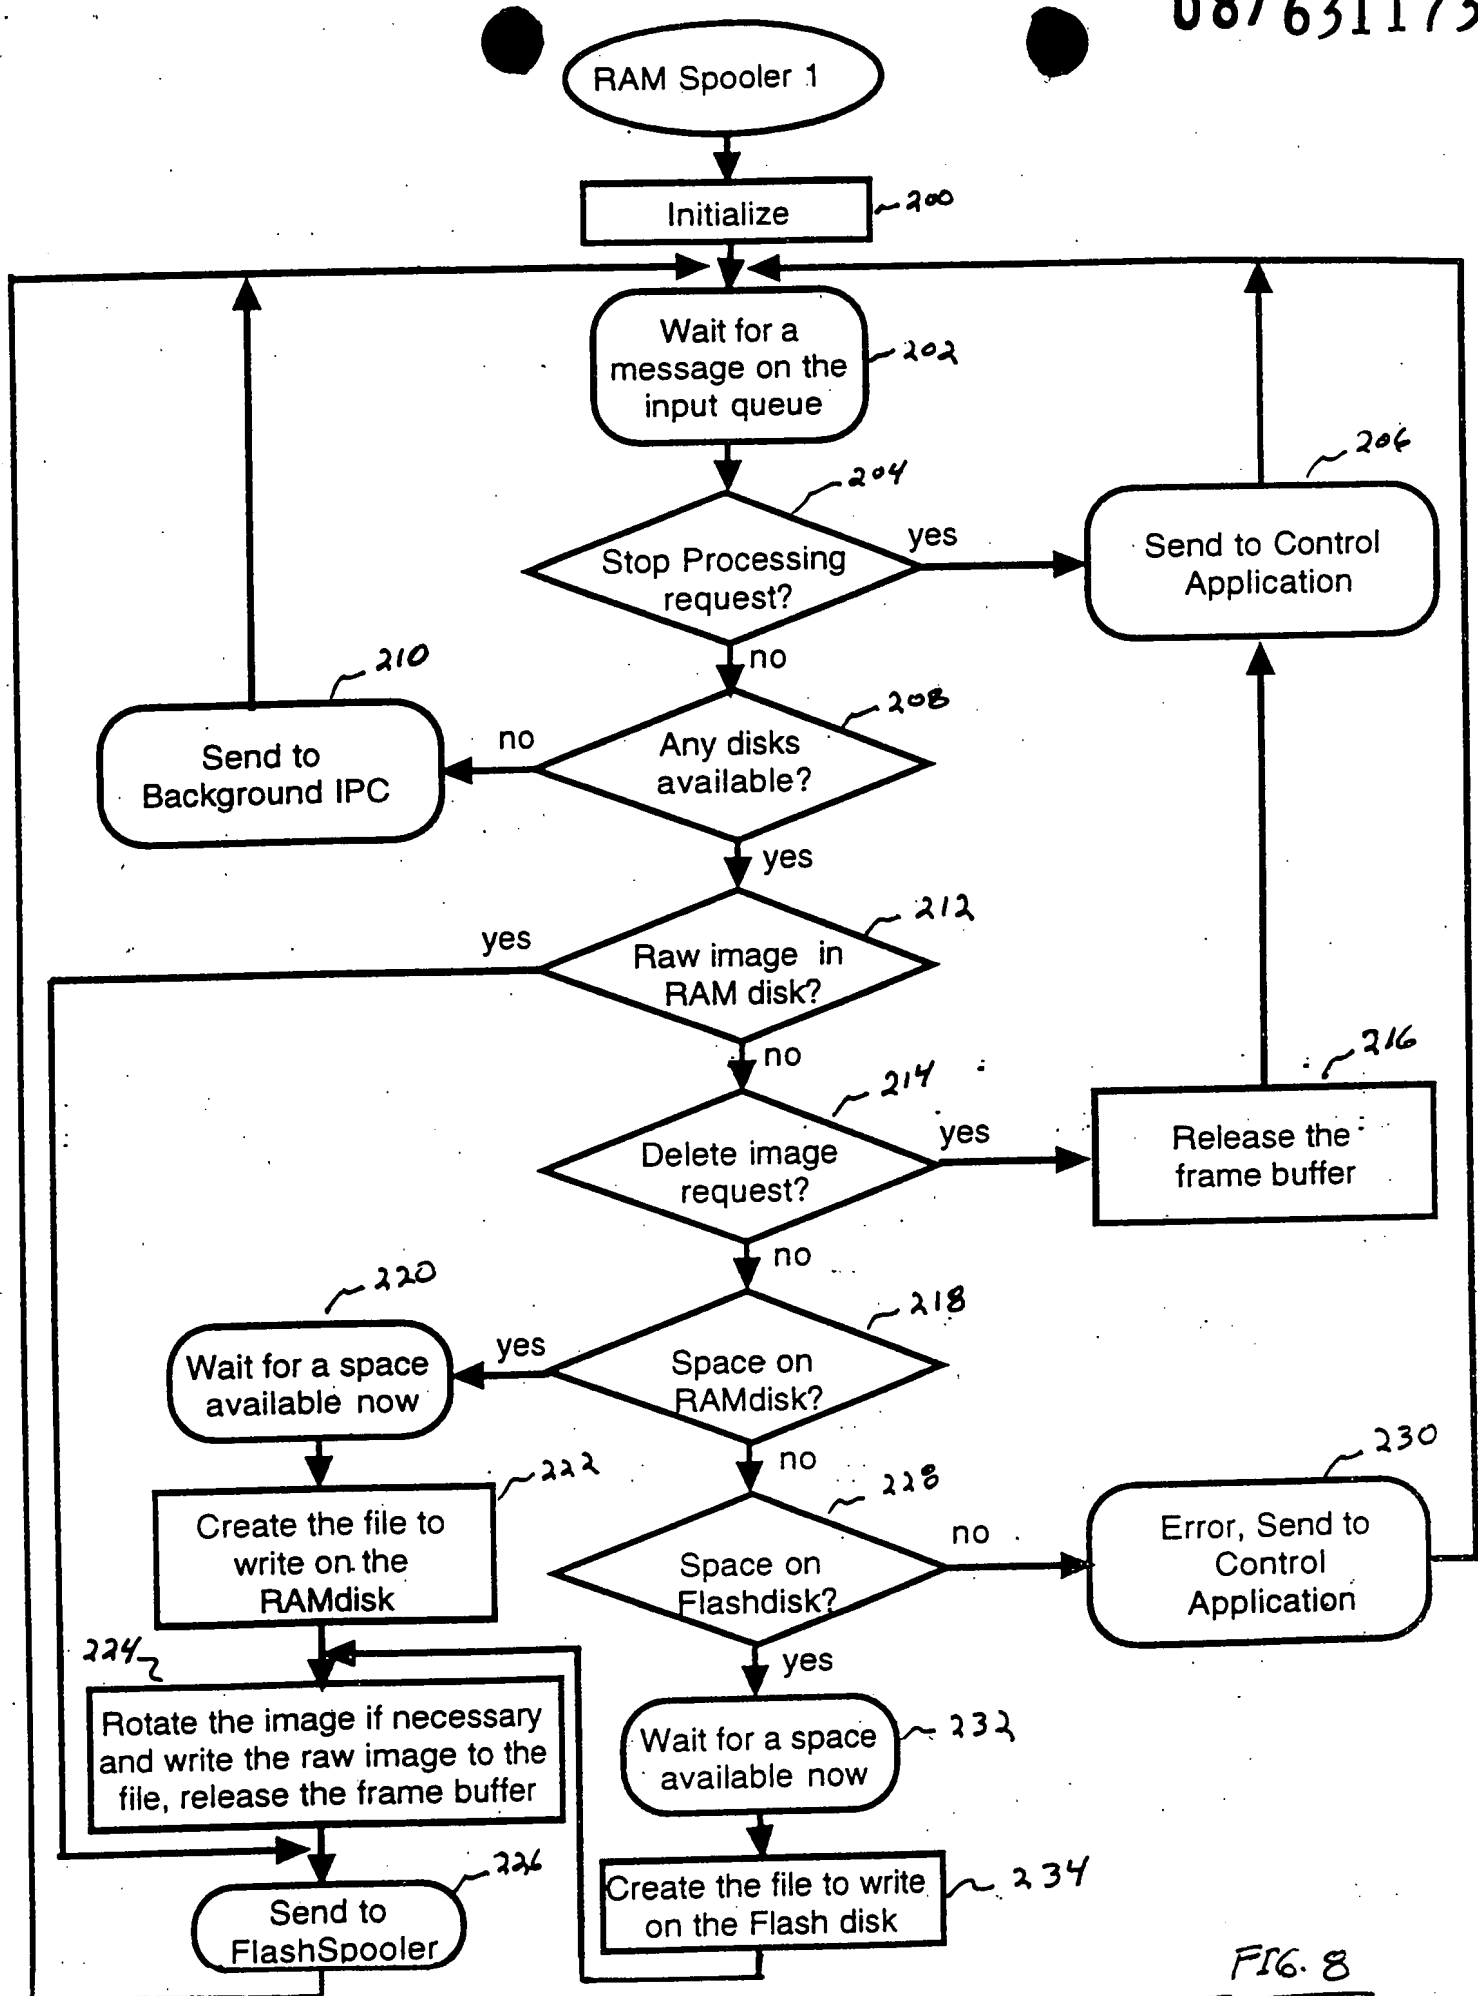 08/631173
RAM Spooler 1
Initialize
200
Wait for a
message on the
input queue
202
204
206
Stop Processing
request?
yes
Send to Control
Application
no
210
208
Send to
Background IPC
no
Any disks
available?
yes
212
yes
Raw image in
RAM disk?
no
214
216
Delete image
request?
yes
Release the
frame buffer
no
220
218
Wait for a space
available now
yes
Space on
RAMdisk?
no
222
228
230
Create the file to
write on the
RAMdisk
Space on
Flashdisk?
no
Error, Send to
Control
Application
yes
224
Rotate the image if necessary
and write the raw image to the
file, release the frame buffer
Wait for a space
available now
232
226
Send to
FlashSpooler
Create the file to write
on the Flash disk
234
FIG. 8